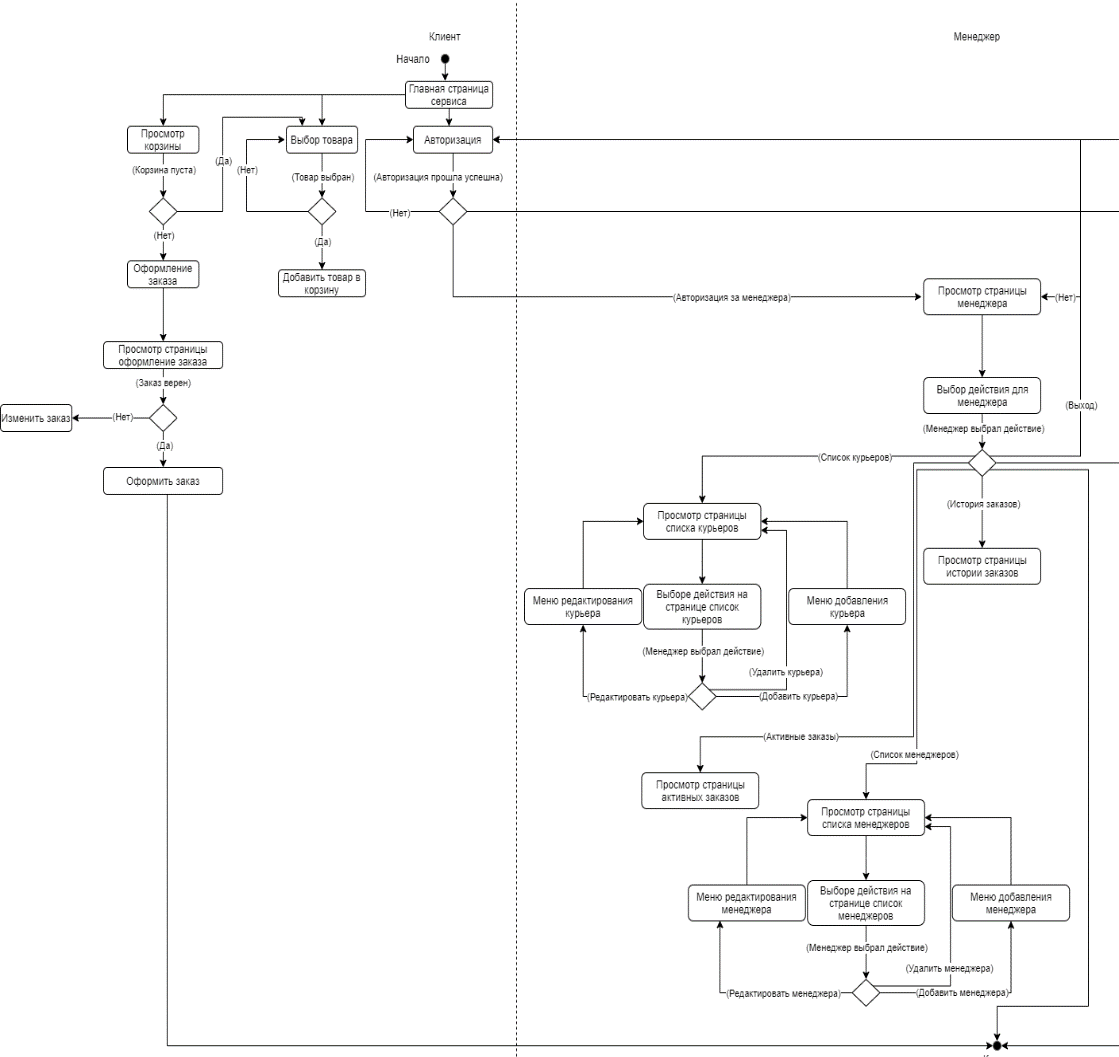 Клиент
Менеджер
Начало
Главная страница
сервиса
Просмотр
корзины
Выбор товара
Авторизация
(Да)
(Корзина пуста)
(Нет)
(Товар выбран)
(Авторизация прошла успешна)
(Нет)
(Нет)
(Да)
Оформление
заказа
Добавить товар в
корзину
(Авторизация за менеджера)
Просмотр страницы
менеджера
(Нет)
Просмотр страницы
оформление заказа
(Заказ верен)
Выбор действия для
менеджера
(Выход)
Изменить заказ
(Нет)
(Да)
(Менеджер выбрал действие)
Оформить заказ
(Список курьеров)
(История заказов)
Просмотр страницы
списка курьеров
Просмотр страницы
истории заказов
Меню редактирования
курьера
Выборе действия на
странице список
курьеров
Меню добавления
курьера
(Менеджер выбрал действие)
(Удалить курьера)
(Редактировать курьера)
(Добавить курьера)
(Активные заказы)
(Список менеджеров)
Просмотр страницы
активных заказов
Просмотр страницы
списка менеджеров
Меню редактирования
менеджера
Выборе действия на
странице список
менеджеров
Меню добавления
менеджера
(Менеджер выбрал действие)
(Удалить менеджера)
(Редактировать менеджера)
(Добавить менеджера)